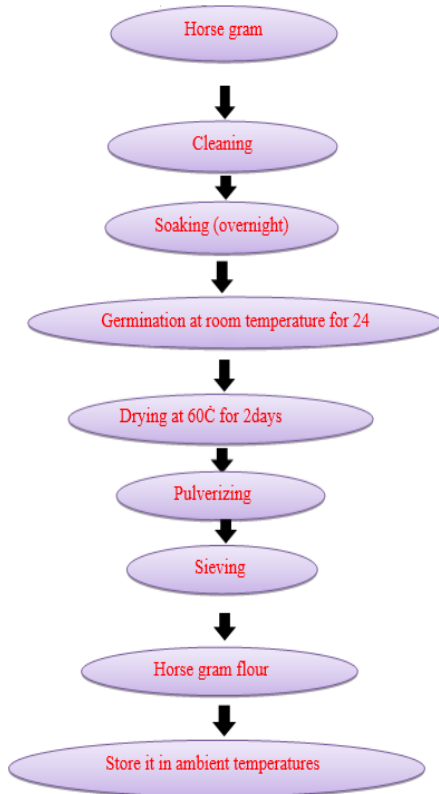 Horse gram
Cleaning
Soaking (overnight)
Germination at room temperature for 24
Drying at 60Ċ for 2days
Pulverizing
Sieving
Horse gram flour
Store it in ambient temperatures